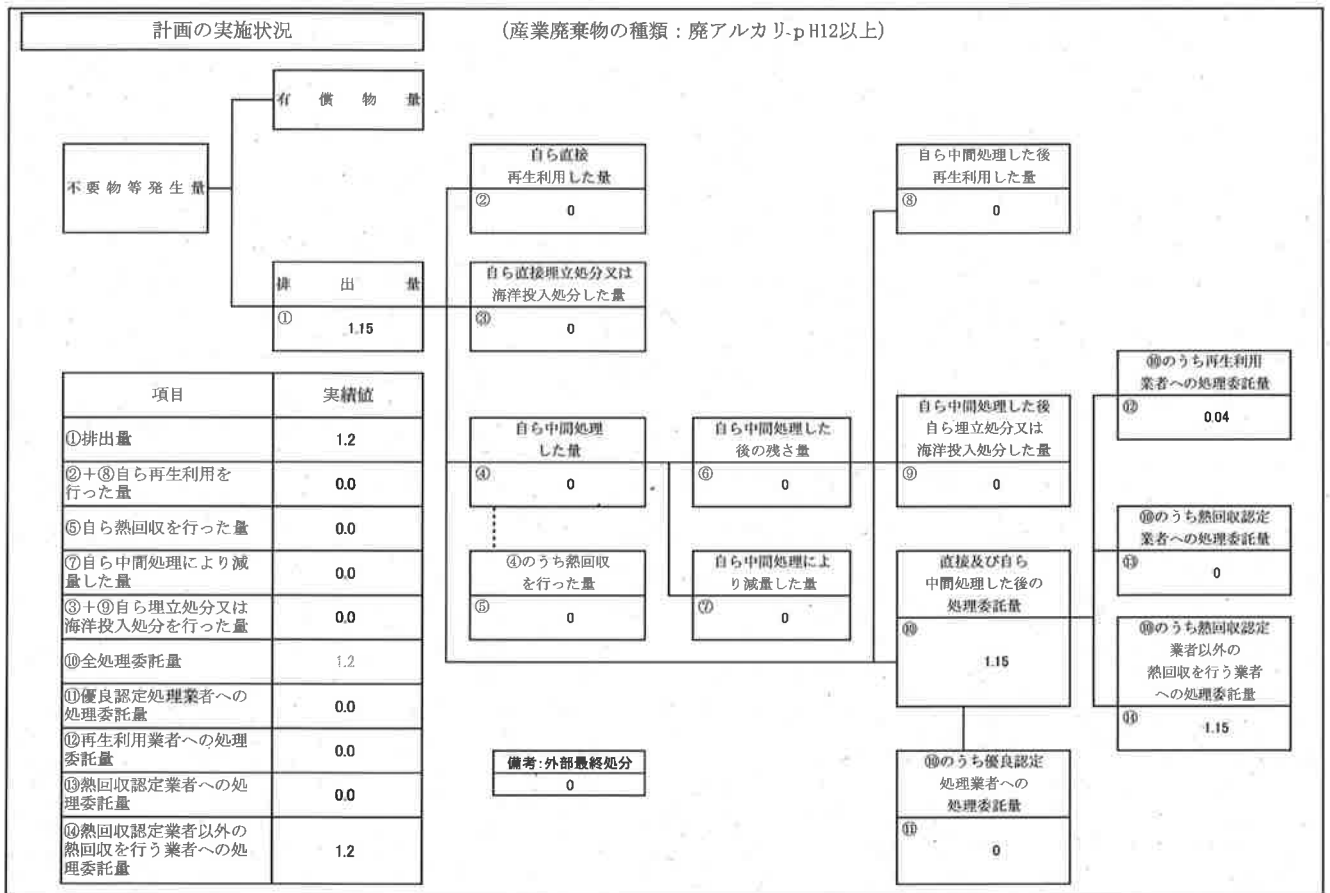 計画の実施状況
(産業廃棄物の種類：廃アルカリ-pH12以上)
有償物量
不要物等発生量
排出量
①
1.15
自ら直接
再生利用した量
②
0
自ら直接埋立処分又は
海洋投入処分した量
③
0
自ら中間処理した後
再生利用した量
⑧
0
項目
実績値
①排出量
1.2
②＋⑧自ら再生利用を
行った量
0.0
⑤自ら熱回収を行った量
0.0
⑦自ら中間処理により減
量した量
0.0
③＋⑨自ら埋立処分又は
海洋投入処分を行った量
0.0
⑩全処理委託量
1.2
⑪優良認定処理業者への
処理委託量
0.0
⑫再生利用業者への処理
委託量
0.0
⑬熱回収認定業者への処
理委託量
0.0
⑭熱回収認定業者以外の
熱回収を行う業者への処
理委託量
1.2
自ら中間処理
した量
④
0
④のうち熱回収
を行った量
⑤
0
自ら中間処理した
後の残さ量
⑥
0
自ら中間処理によ
り減量した量
⑦
0
自ら中間処理した後
自ら埋立処分又は
海洋投入処分した量
⑨
0
直接及び自ら
中間処理した後の
処理委託量
⑩
1.15
⑩のうち再生利用
業者への処理委託量
⑫
0.04
⑩のうち熱回収認定
業者への処理委託量
⑬
0
⑩のうち熱回収認定
業者以外の
熱回収を行う業者
への処理委託量
⑭
1.15
⑩のうち優良認定
処理業者への
処理委託量
⑪
0
備考:外部最終処分
0